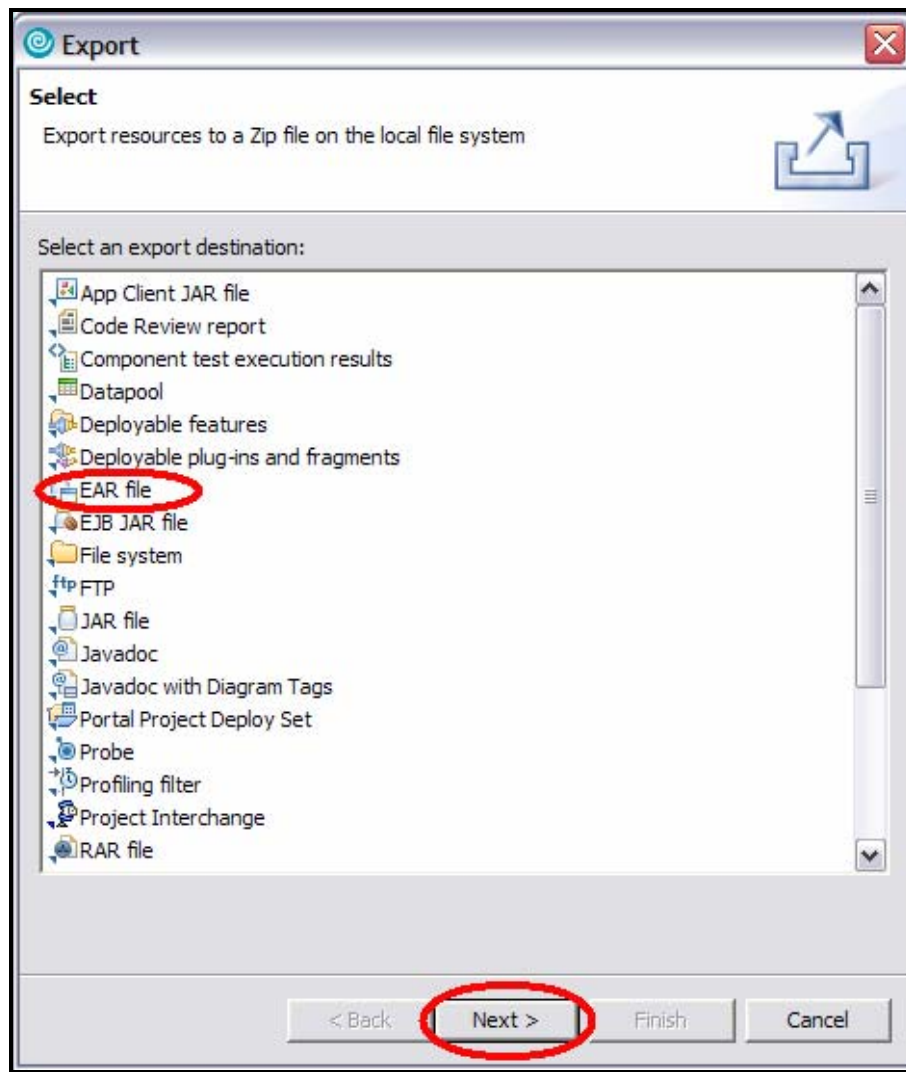 Export
Select
Export resources to a Zip file on the local file system
Select an export destination:
App Client JAR file
Code Review report
Component test execution results
Datapool
Deployable features
Deployable plug-ins and fragments
EAR file
EJB JAR file
File system
ftp FTP
JAR file
Javadoc
Javadoc with Diagram Tags
Portal Project Deploy Set
Probe
Profiling filter
Project Interchange
RAR file
< Back Next > Finish Cancel